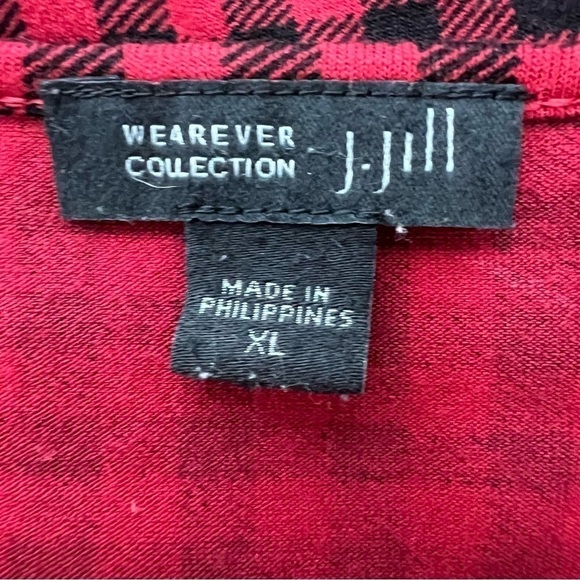 WEAREVER
COLLECTION
J.Jill
MADE IN
PHILIPPINES
XL